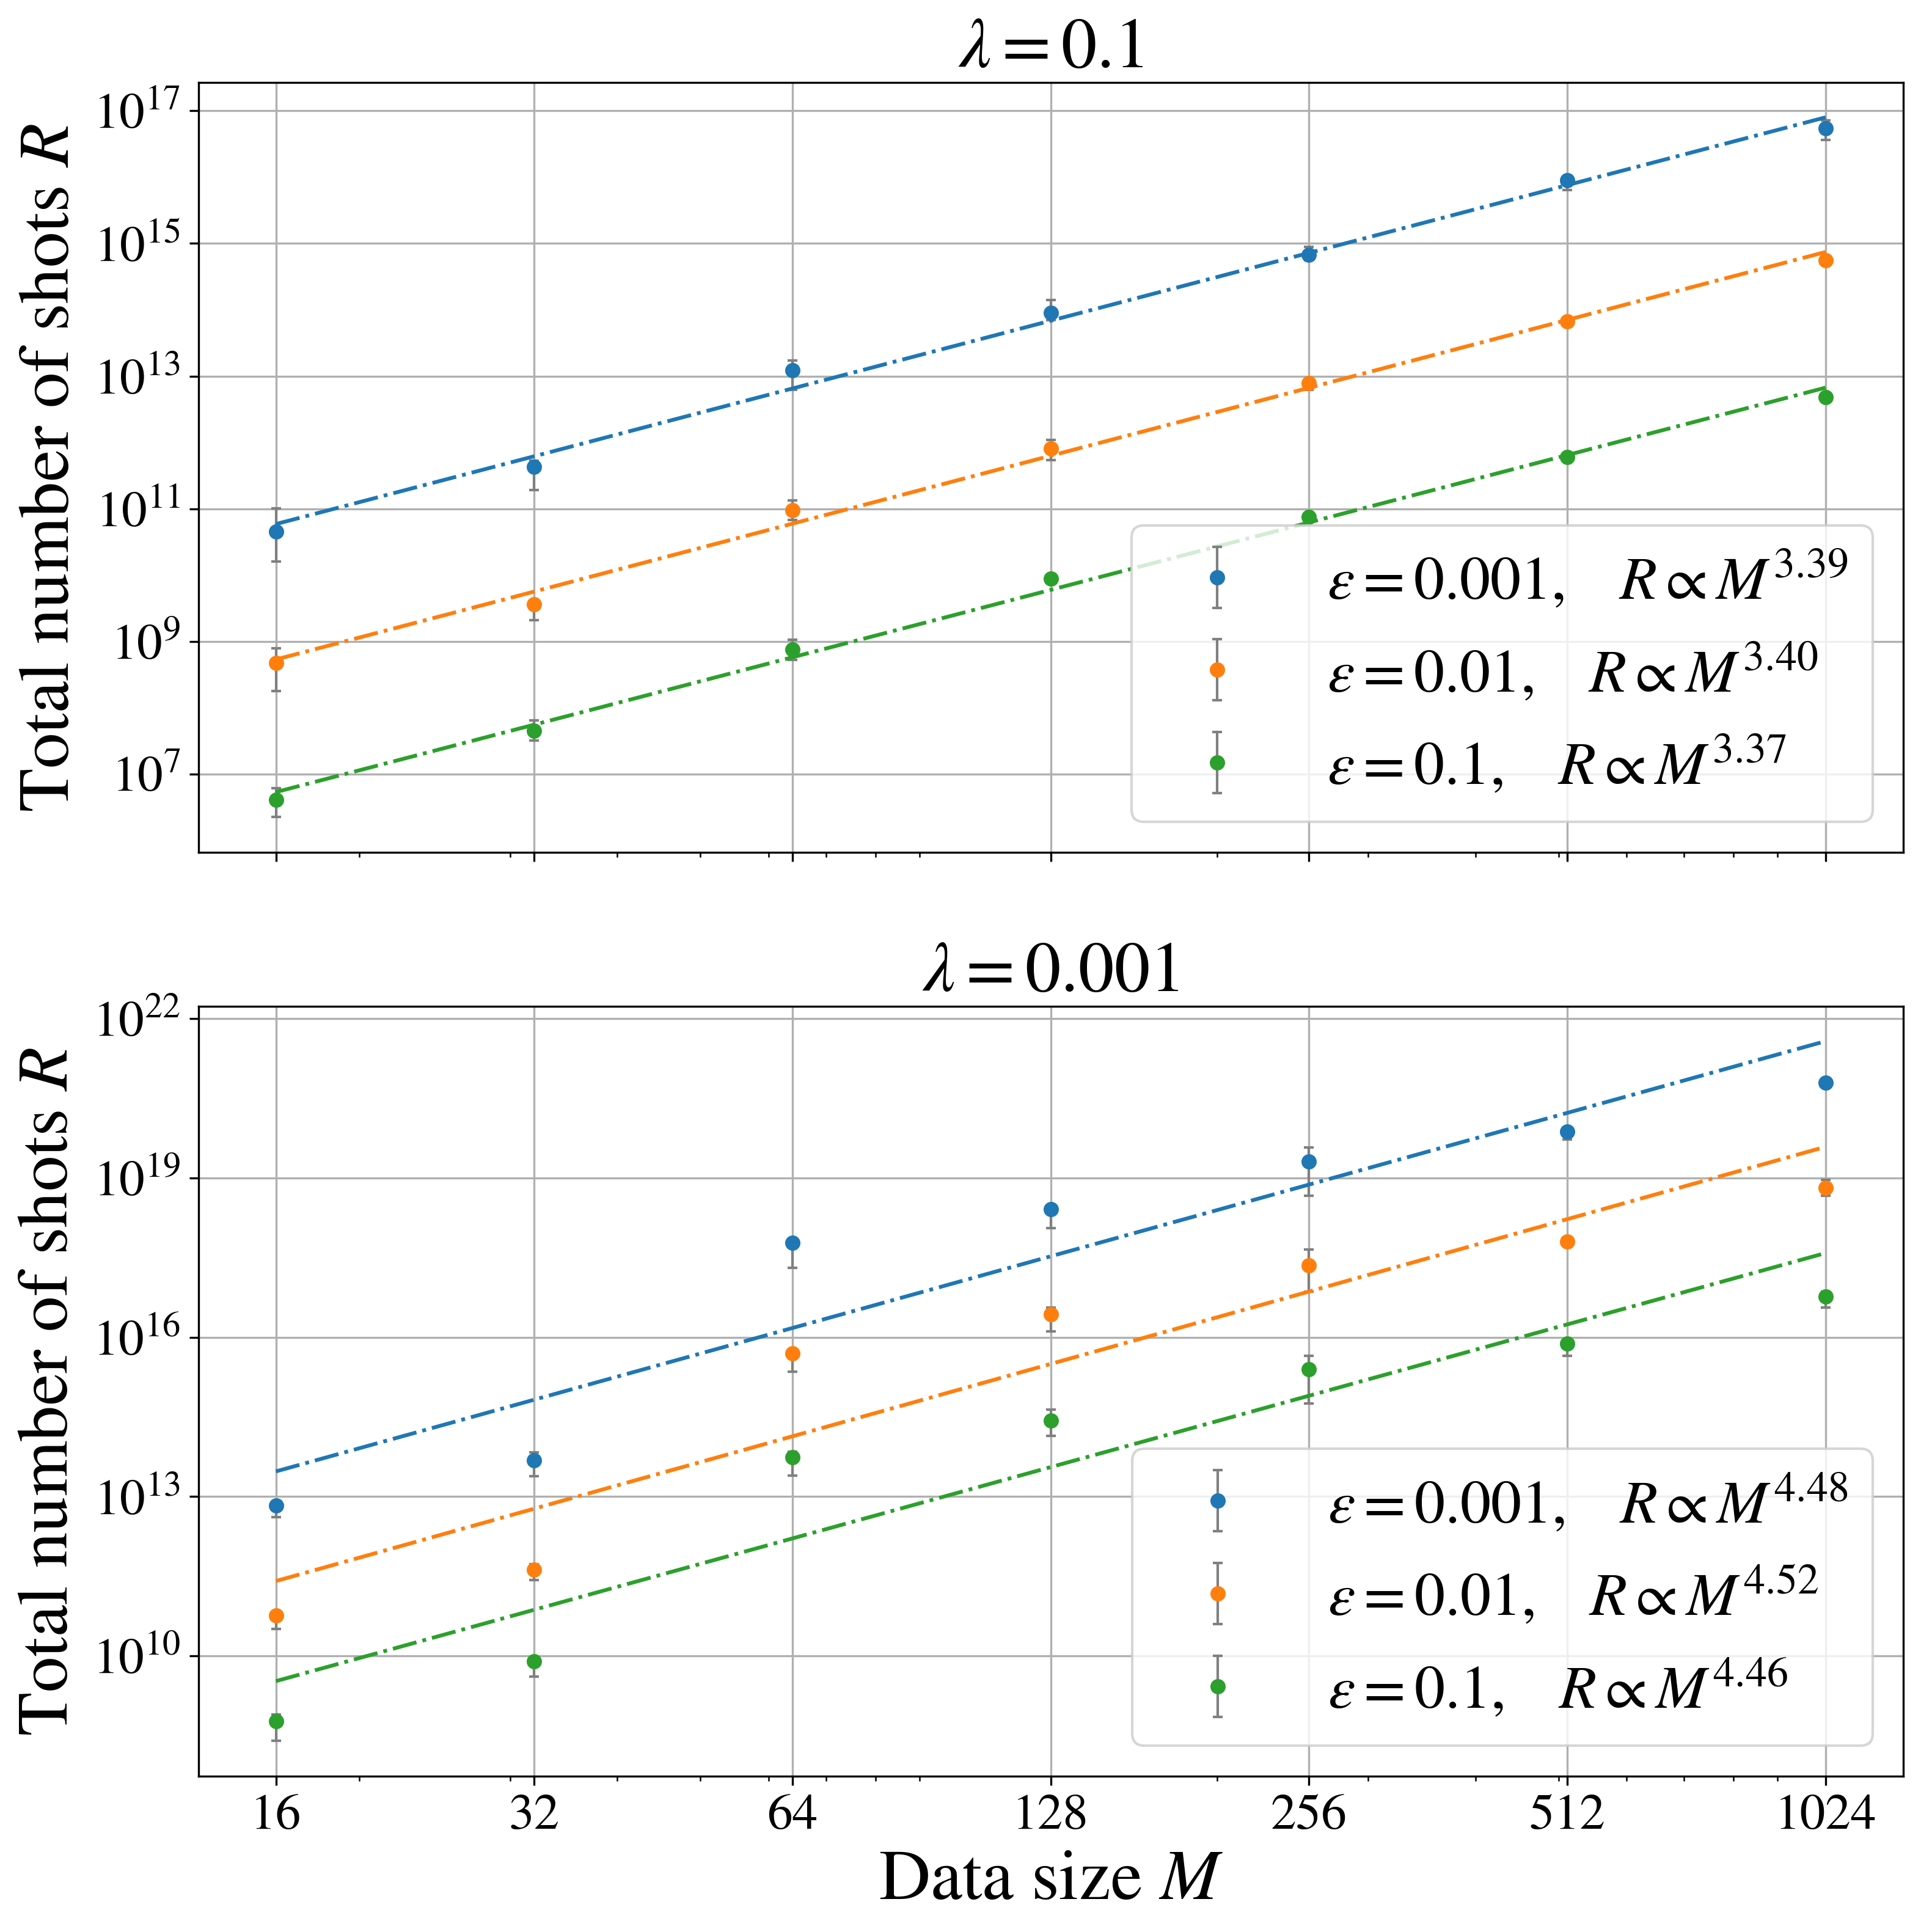 λ = 0.1
Total number of shots R
10^17
10^15
10^13
10^11
10^9
10^7
ε = 0.001, R ∝ M^3.39
ε = 0.01, R ∝ M^3.40
ε = 0.1, R ∝ M^3.37
λ = 0.001
Total number of shots R
10^22
10^19
10^16
10^13
10^10
ε = 0.001, R ∝ M^4.48
ε = 0.01, R ∝ M^4.52
ε = 0.1, R ∝ M^4.46
16 32 64 128 256 512 1024
Data size M